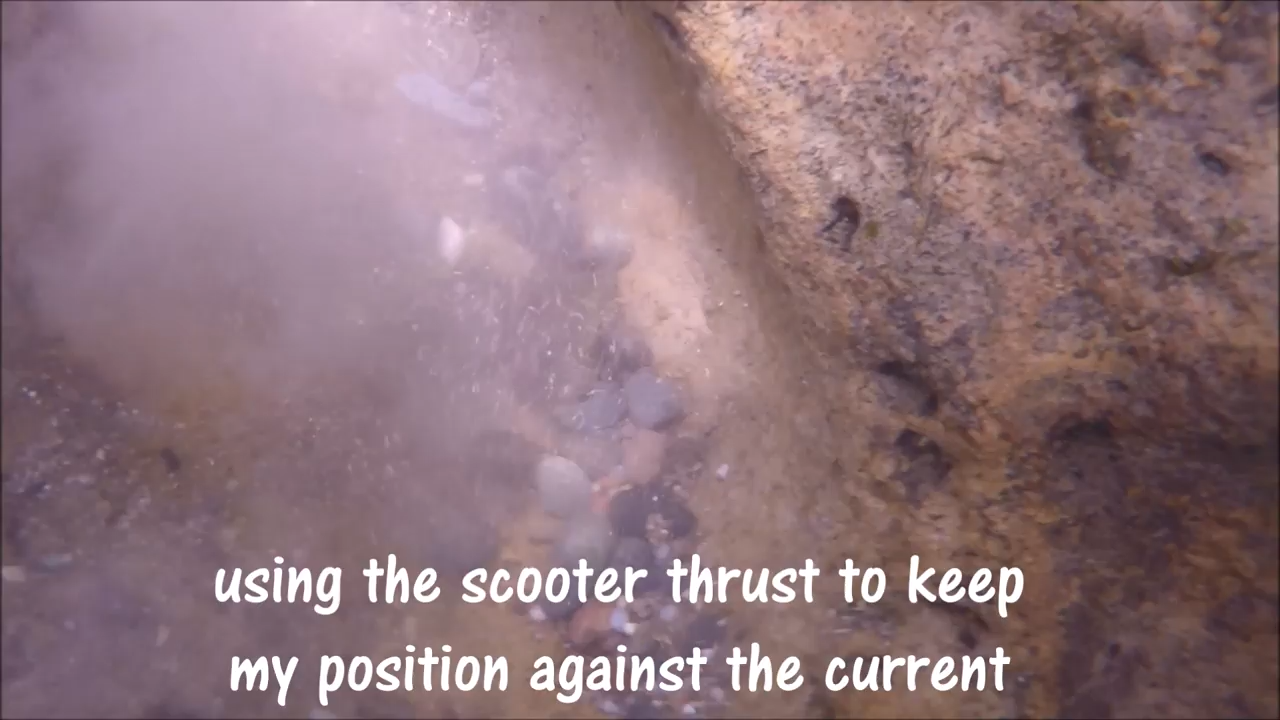 using the scooter thrust to keep
my position against the current